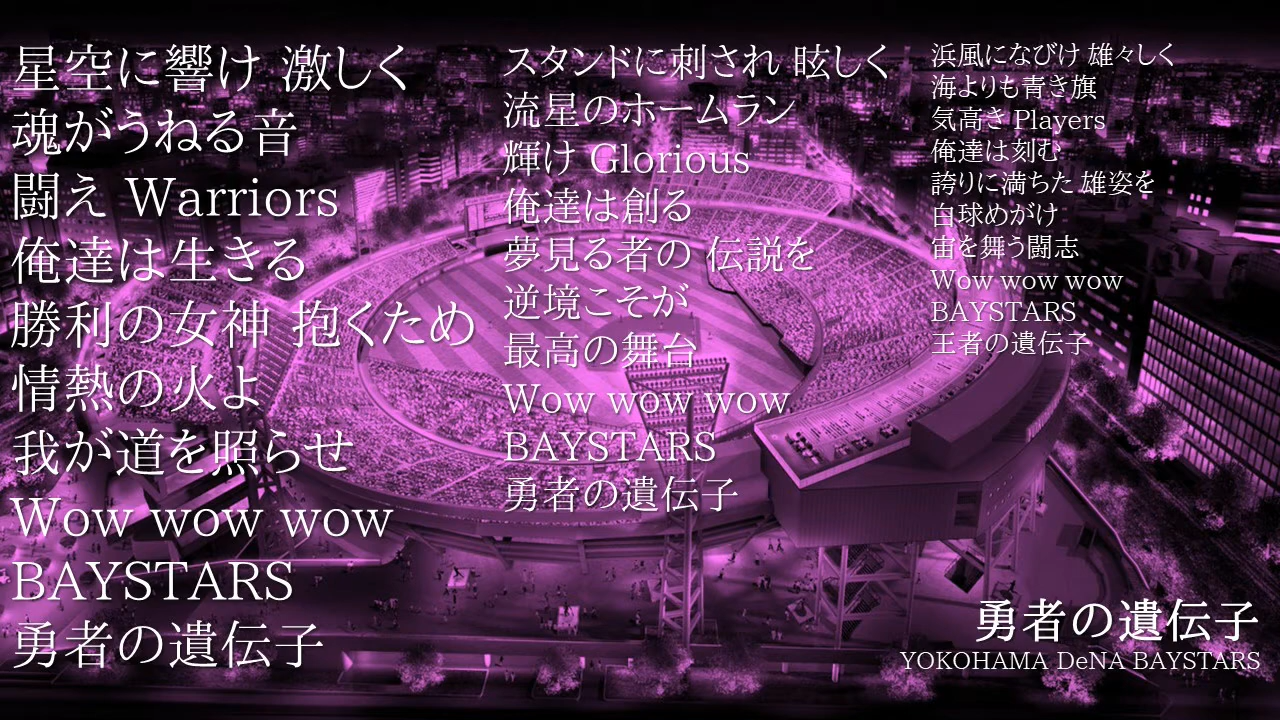 星空に響け 激しく
魂がうねる音
闘え Warriors
俺達は生きる
勝利の女神 抱くため
情熱の火よ
我が道を照らせ
Wow wow wow
BAYSTARS
勇者の遺伝子
スタンドに刺され 眩しく
流星のホームラン
輝け Glorious
俺達は創る
夢見る者の 伝説を
逆境こそが
最高の舞台
Wow wow wow
BAYSTARS
勇者の遺伝子
浜風になびけ 雄々しく
海よりも青き旗
気高き Players
俺達は刻む
誇りに満ちた 雄姿を
白球めがけ
宙を舞う闘志
Wow wow wow
BAYSTARS
王者の遺伝子
勇者の遺伝子
YOKOHAMA DeNA BAYSTARS